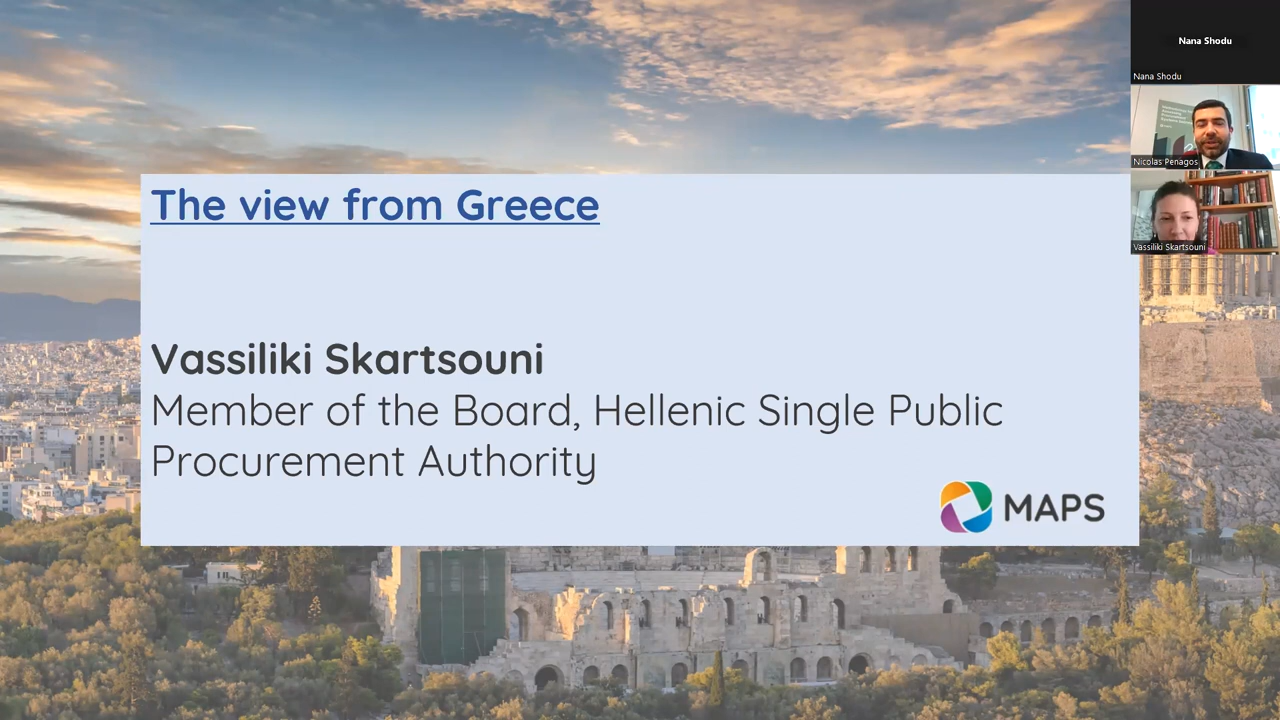 The view from Greece
Vassiliki Skartsouni
Member of the Board, Hellenic Single Public
Procurement Authority
MAPS
Nana Shodu
Nana Shodu
Nicolas Penagos
Vassiliki Skartsouni